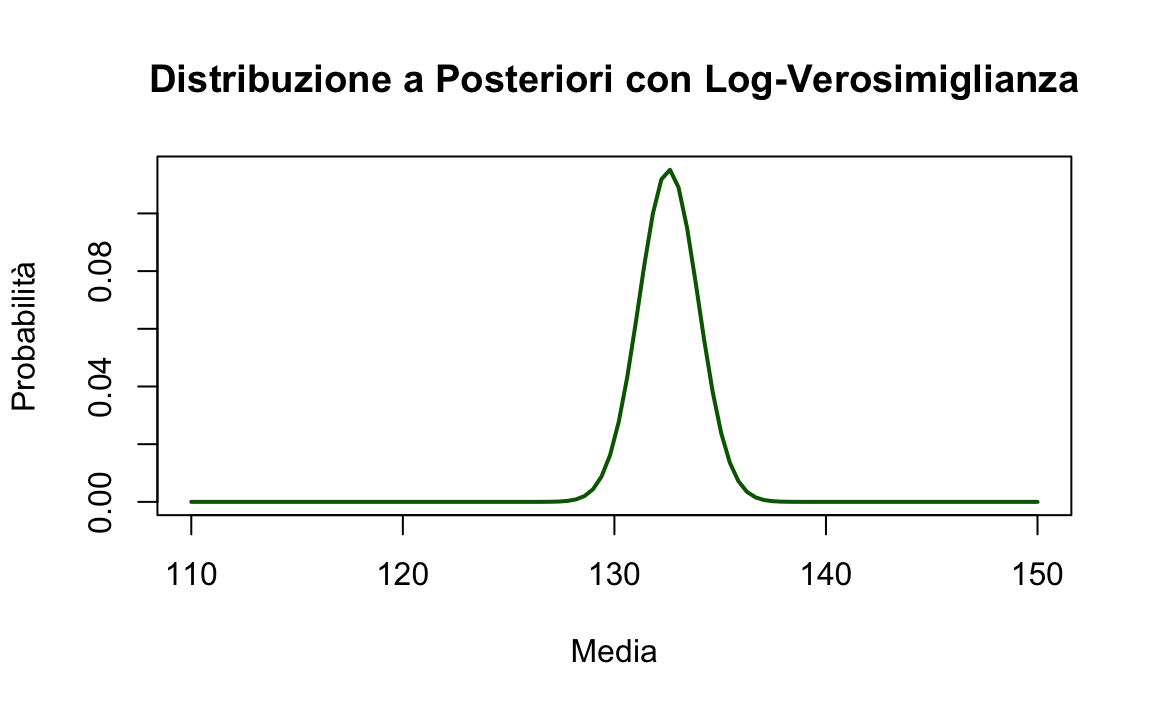 Distribuzione a Posteriori con Log-Verosimiglianza
Probabilità
0.08
0.04
0.00
110 120 130 140 150
Media